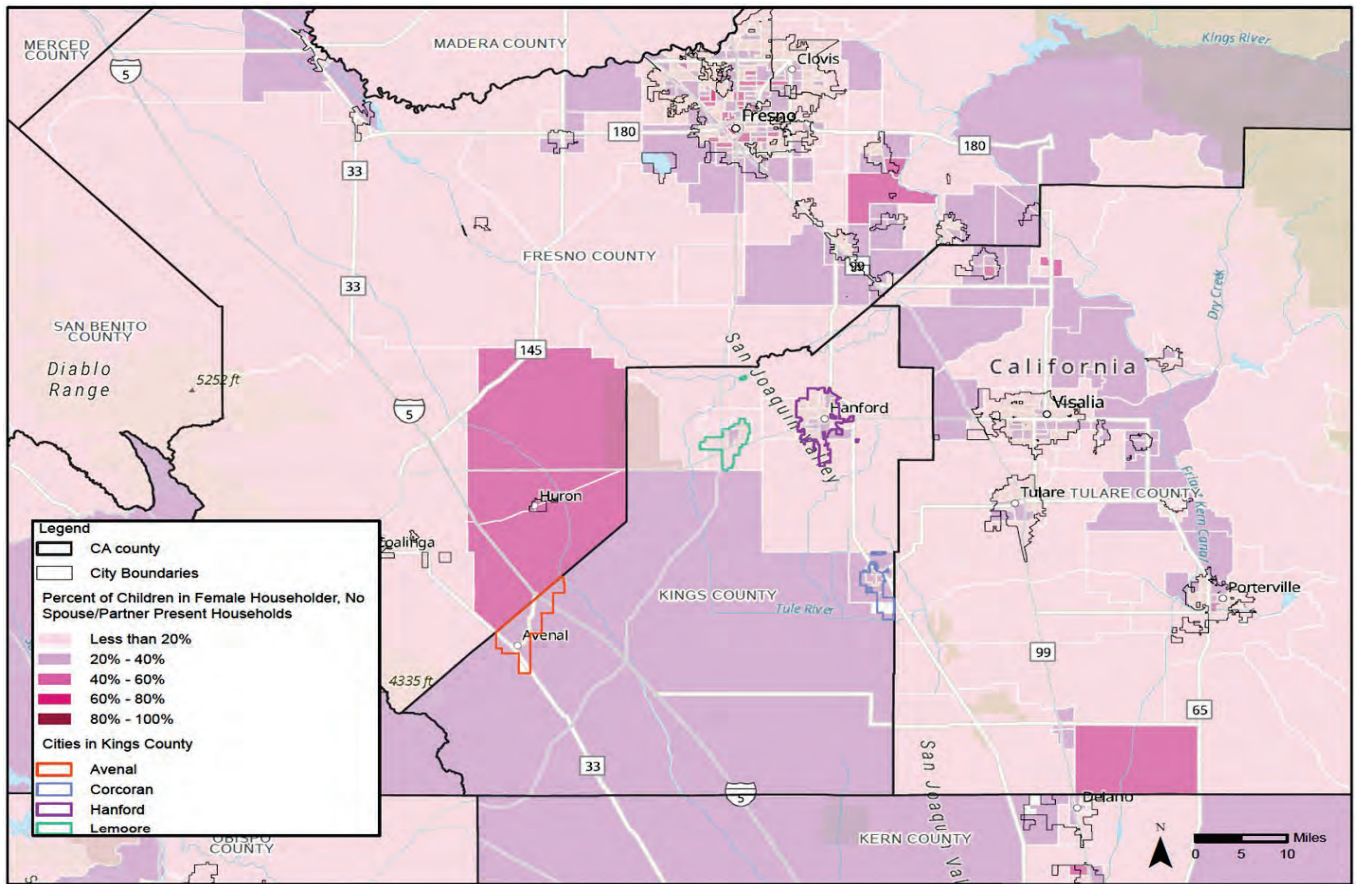 MERCED
COUNTY
MADERA COUNTY
Kings River
5
Clovis
Fresno
180
180
33
FRESNO COUNTY
99
33
SAN BENITO
COUNTY
Diablo
Range
5252 ft
145
5
San Joaquin Valley
Hanford
California
Dry Creek
Visalia
Huron
Tulare
TULARE COUNTY
Friant Kern Canal
oalinga
KINGS COUNTY
Tule River
Porterville
Avenal
99
4335 ft
65
33
5
San Joaquin Val
Delano
KERN COUNTY
OBISPO
COUNTY
Legend
CA county
City Boundaries
Percent of Children in Female Householder, No
Spouse/Partner Present Households
Less than 20%
20% - 40%
40% - 60%
60% - 80%
80% - 100%
Cities in Kings County
Avenal
Corcoran
Hanford
Lemoore
N
Miles
0 5 10